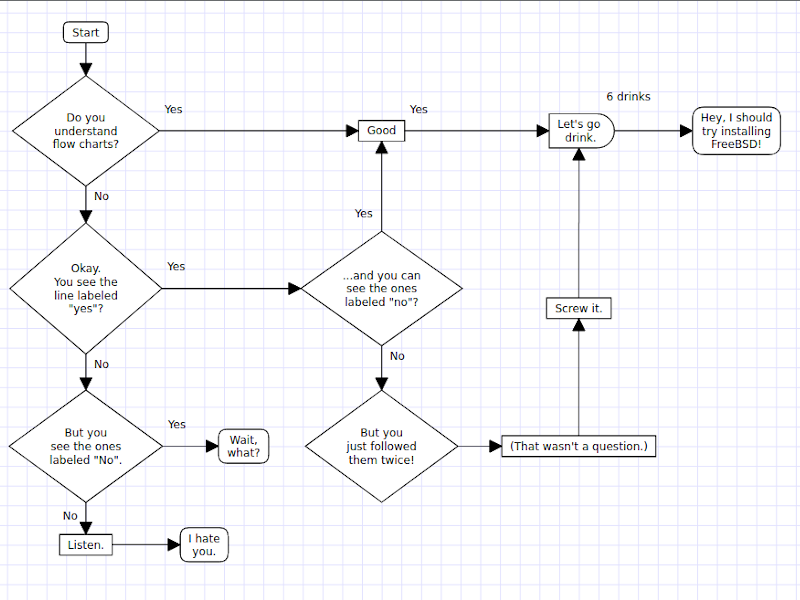 Start
Do you
understand
flow charts?
Yes
Good
Yes
Let's go
drink.
6 drinks
Hey, I should
try installing
FreeBSD!
No
Okay.
You see the
line labeled
"yes"?
Yes
...and you can
see the ones
labeled "no"?
Yes
Screw it.
No
No
But you
see the ones
labeled "No".
Yes
Wait,
what?
But you
just followed
them twice!
(That wasn't a question.)
No
Listen.
I hate
you.